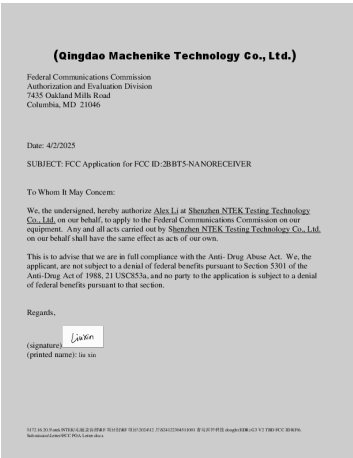 (Qingdao Machenike Technology Co., Ltd.)
Federal Communications Commission
Authorization and Evaluation Division
7435 Oakland Mills Road
Columbia, MD 21046
Date: 4/2/2025
SUBJECT: FCC Application for FCC ID:2BBT5-NANORECEIVER
To Whom It May Concern:
We, the undersigned, hereby authorize Alex Li at Shenzhen NTEK Testing Technology
Co., Ltd. on our behalf, to apply to the Federal Communications Commission on our
equipment. Any and all acts carried out by Shenzhen NTEK Testing Technology Co., Ltd.
on our behalf shall have the same effect as acts of our own.
This is to advise that we are in full compliance with the Anti- Drug Abuse Act. We, the
applicant, are not subject to a denial of federal benefits pursuant to Section 5301 of the
Anti-Drug Act of 1988, 21 USC853a, and no party to the application is subject to a denial
of federal benefits pursuant to that section.
Regards,
Liuxin
(signature)
(printed name): liu xin